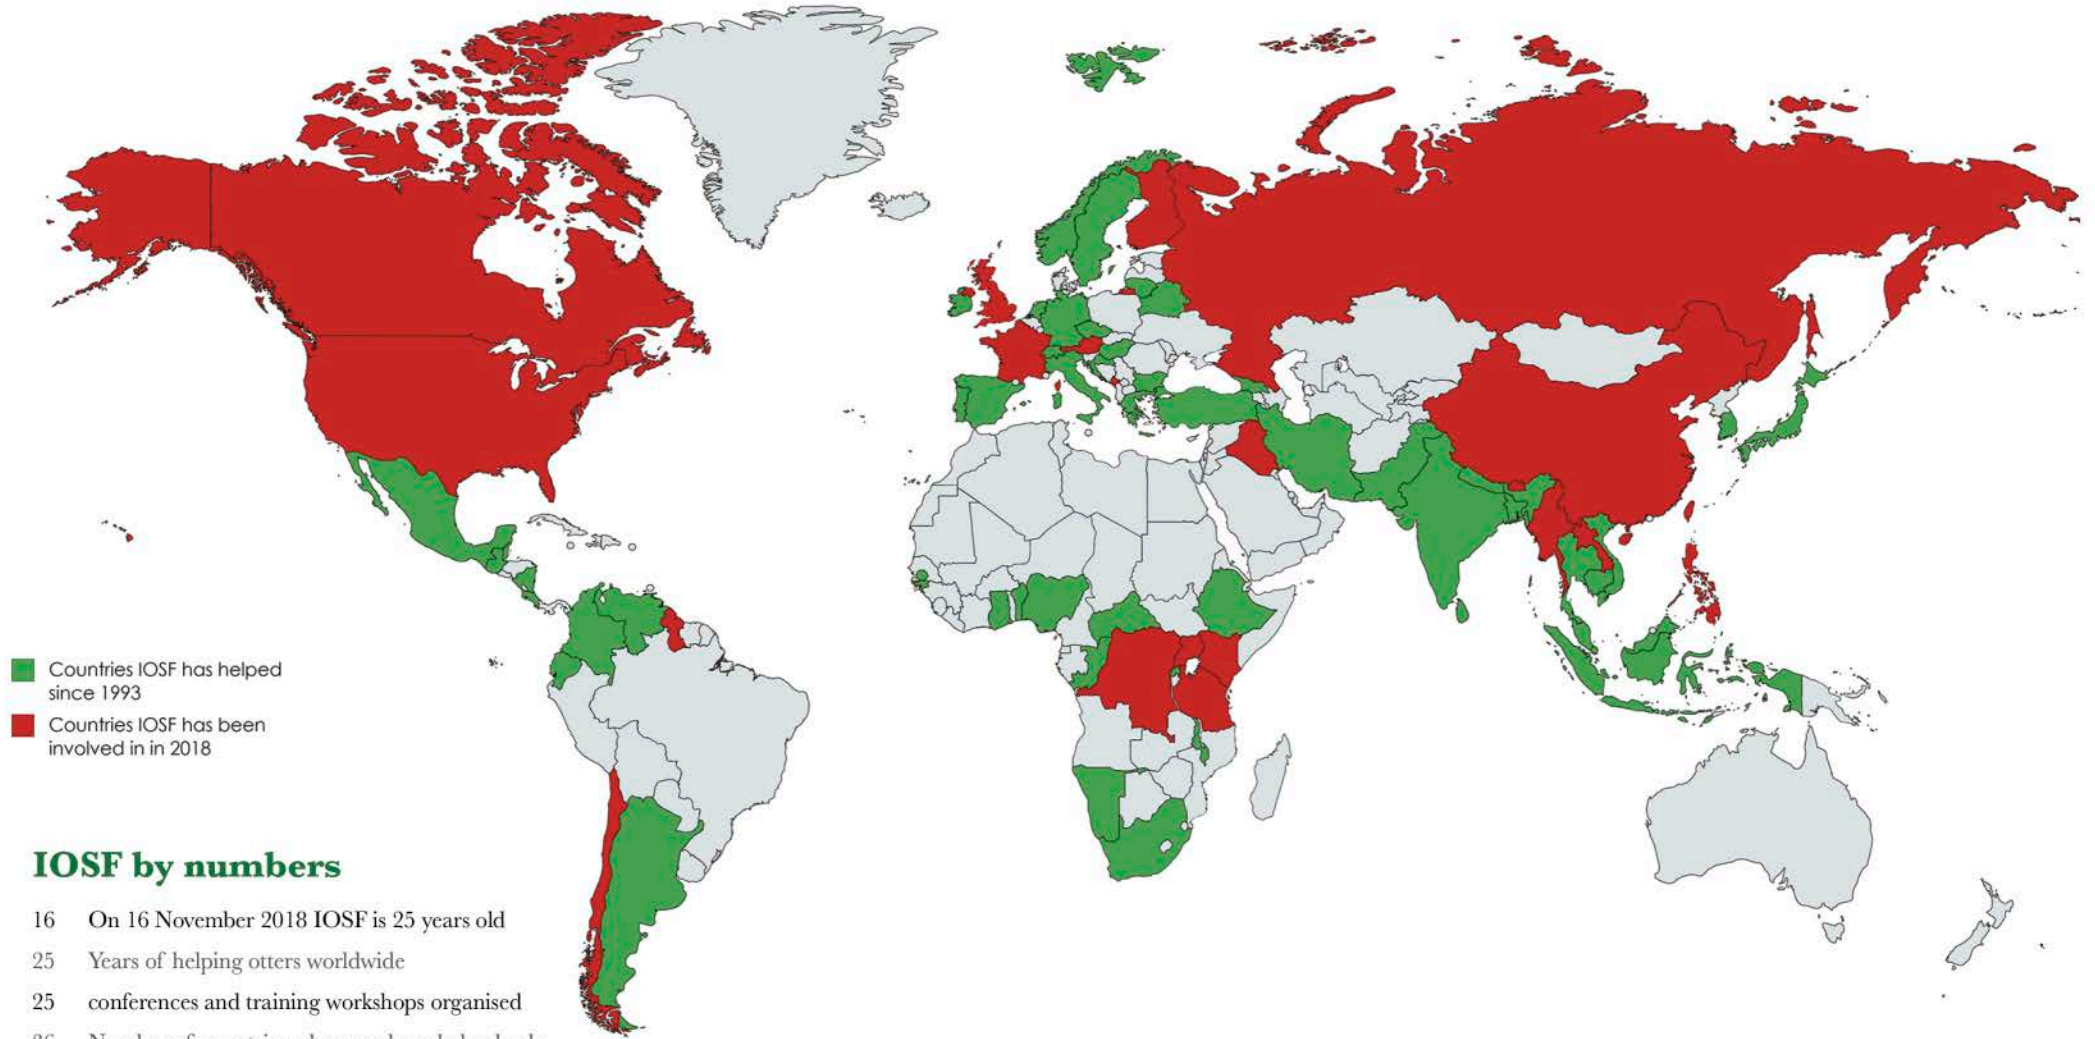 Countries IOSF has helped
since 1993
Countries IOSF has been
involved in in 2018
IOSF by numbers
16 On 16 November 2018 IOSF is 25 years old
25 Years of helping otters worldwide
25 conferences and training workshops organised